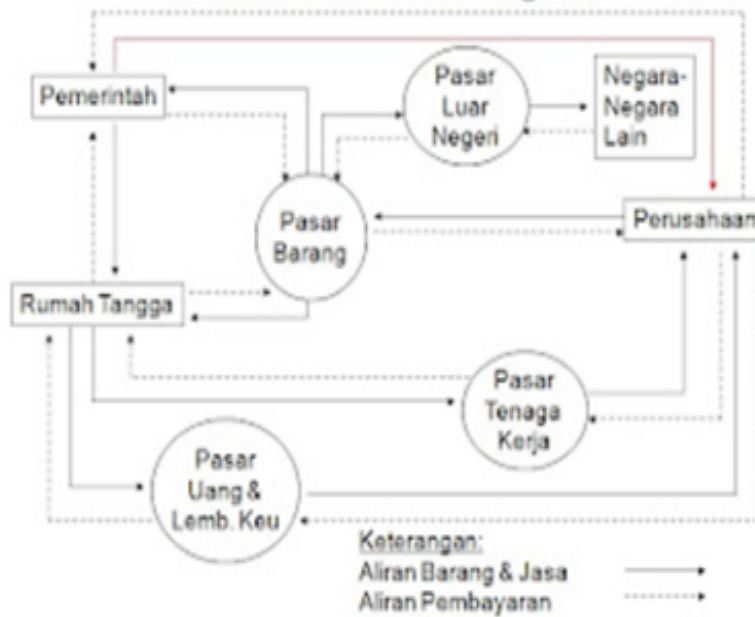 Pemerintah
Pasar
Luar
Negeri
Negara-
Negara
Lain
Pasar
Barang
Perusahaan
Rumah Tangga
Pasar
Tenaga
Kerja
Pasar
Uang &
Lemb. Keu
Keterangan:
Aliran Barang & Jasa
Aliran Pembayaran